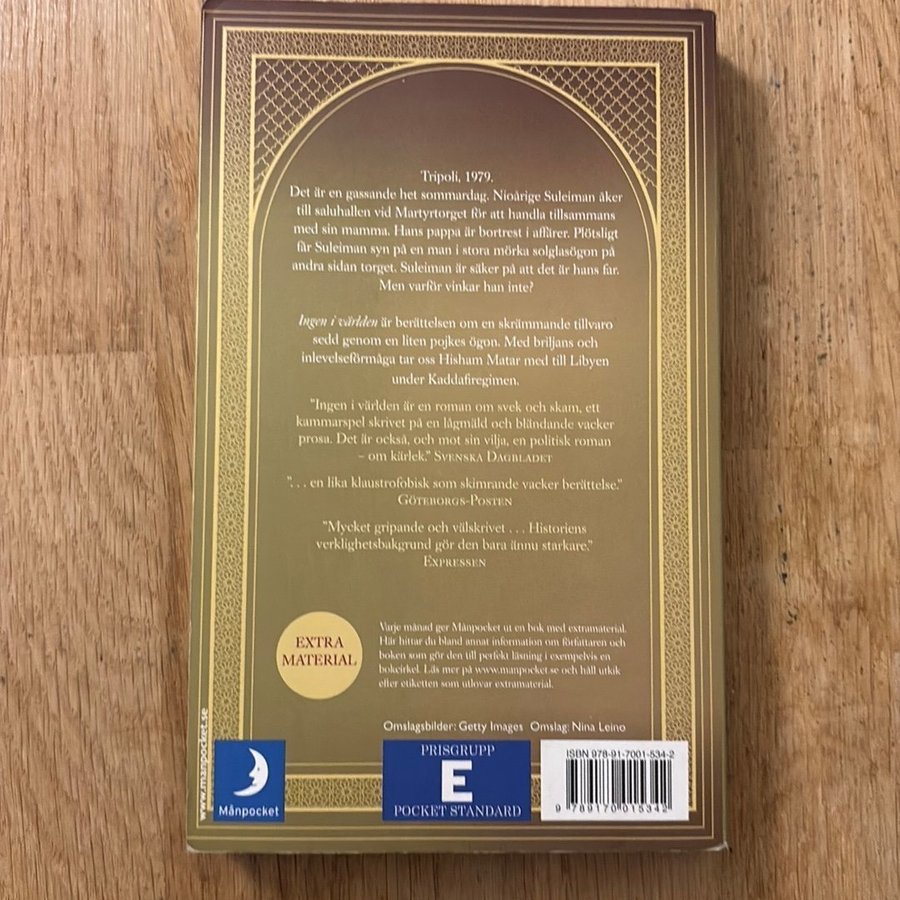 Tripoli, 1979.
Det är en gassande het sommardag. Nioårige Suleiman åker
till saluhallen vid Martyrtorget för att handla tillsammans
med sin mamma. Hans pappa är bortrest i affärer. Plötsligt
får Suleiman syn på en man i stora mörka solglasögon på
andra sidan torget. Suleiman är säker på att det är hans far.
Men varför vinkar han inte?
Ingen i världen är berättelsen om en skrämmande tillvaro
sedd genom en liten pojkes ögon. Med briljans och
inlevelseförmåga tar oss Hisham Matar med till Libyen
under Kaddafiregimen.
"Ingen i världen är en roman om svek och skam, ett
kammarspel skrivet på en lågmäld och bländande vacker
prosa. Det är också, och mot sin vilja, en politisk roman
– om kärlek." SVENSKA DAGBLADET
". . . en lika klaustrofobisk som skimrande vacker berättelse."
GÖTEBORGS-POSTEN
"Mycket gripande och välskrivet . . . Historiens
verklighetsbakgrund gör den bara ännu starkare."
EXPRESSEN
EXTRA
MATERIAL
Varje månad ger Månpocket ut en bok med extramaterial.
Här hittar du bland annat information om författaren och
boken som gör den till perfekt läsning i exempelvis en
bokcirkel. Läs mer på www.manpocket.se och håll utkik
efter etiketten som utlovar extramaterial.
Omslagsbilder: Getty Images Omslag: Nina Leino
www.manpocket.se
Månpocket
PRISGRUPP
E
POCKET STANDARD
ISBN 978-91-7001-534-2
9 789170 015342